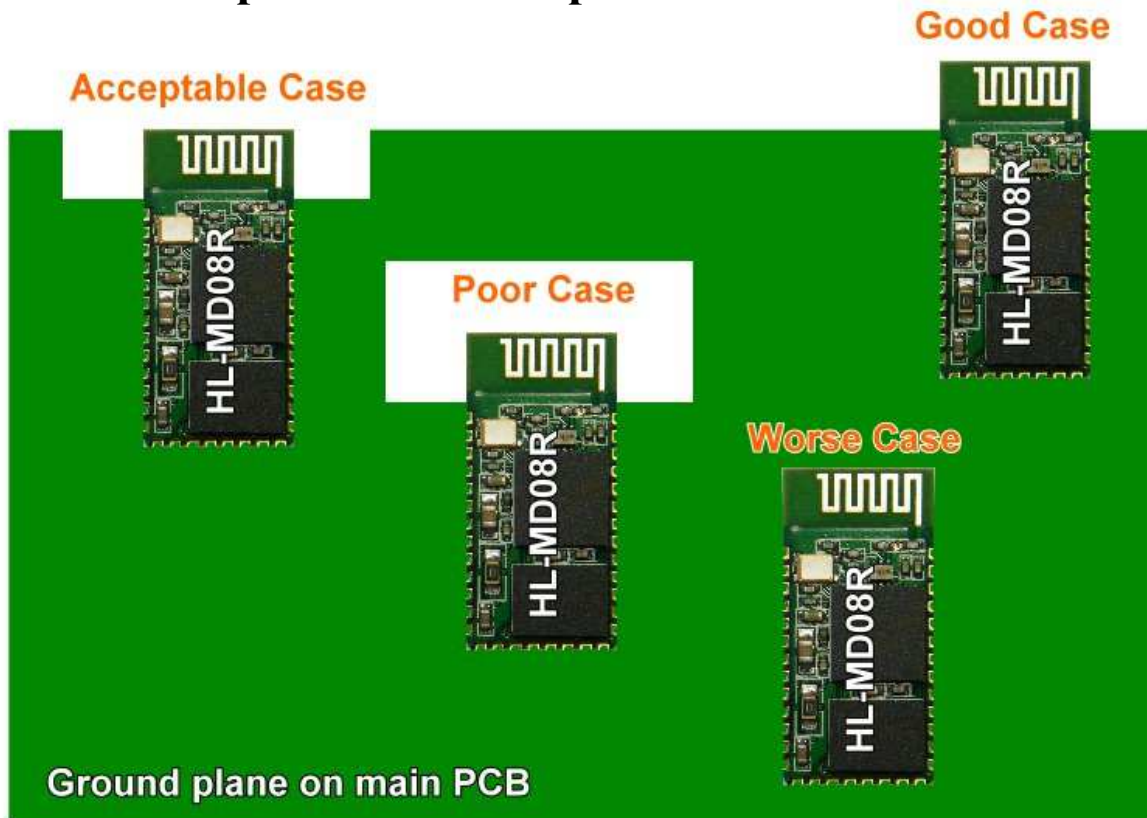 Good Case
Acceptable Case
HL-MD08R
HL-MD08R
Poor Case
HL-MD08R
Worse Case
HL-MD08R
Ground plane on main PCB